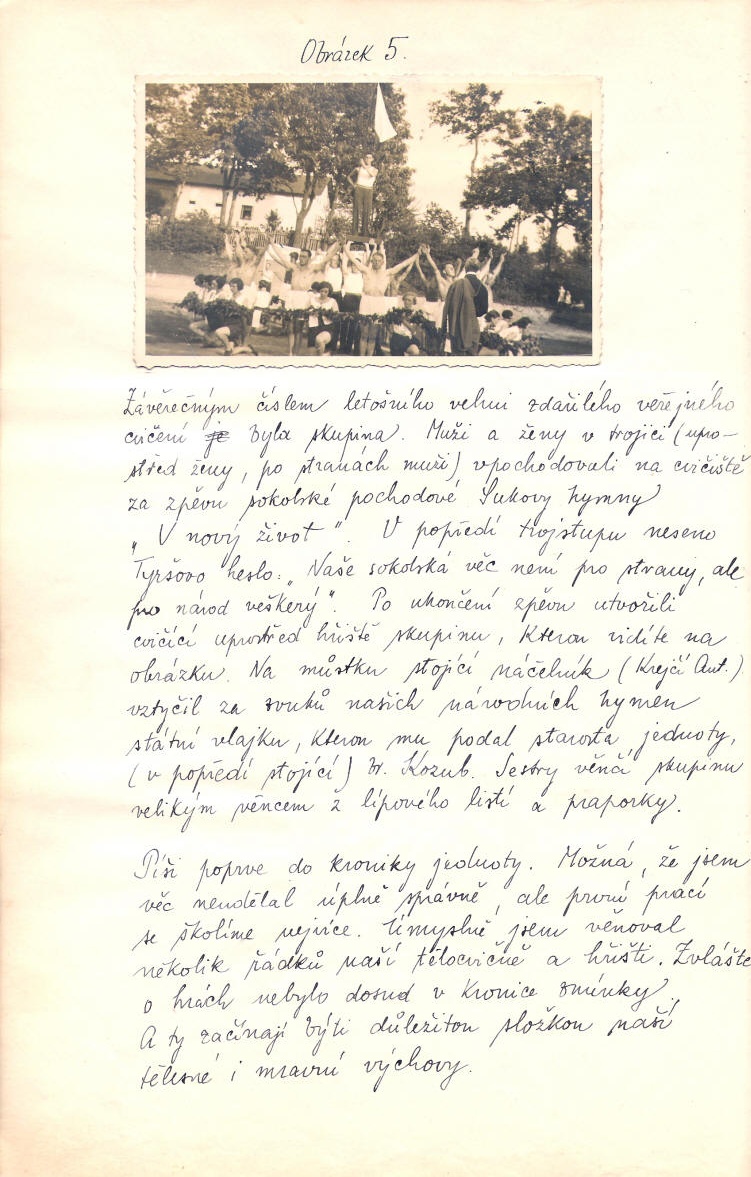 Obrázek 5.
Závěrečným číslem letošního velmi zdařilého veřejného
cvičení je byla skupina. Muži a ženy v trojici (upro-
střed ženy, po stranách muži) vpochodovali na cvičiště
za zpěvu sokolské pochodové Sukovy hymny
„V nový život“. V popředí trojstupu neseno
Tyršovo heslo: „Naše sokolská věc není pro strany, ale
pro národ veškerý“. Po ukončení zpěvu utvořili
cvičící uprostřed hřiště skupinu, kterou vidíte na
obrázku. Na můstku stojící náčelník (Krejčí Ant.)
vztyčil za zvuků našich národních hymen
státní vlajku, kterou mu podal starosta jednoty,
(v popředí stojící) br. Kozub. Sestry věnčí skupinu
velikým věncem z lipového listí a praporky.
Píši poprve do kroniky jednoty. Možná, že jsem
věc neudělal úplně správně, ale první prací
se školíme nejvíce. Úmyslně jsem věnoval
několik řádků naší tělocvičně a hřišti. Zvláště
o hrách nebylo dosud v kronice zmínky.
A ty začínají býti důležitou složkou naší
tělesné i mravní výchovy.